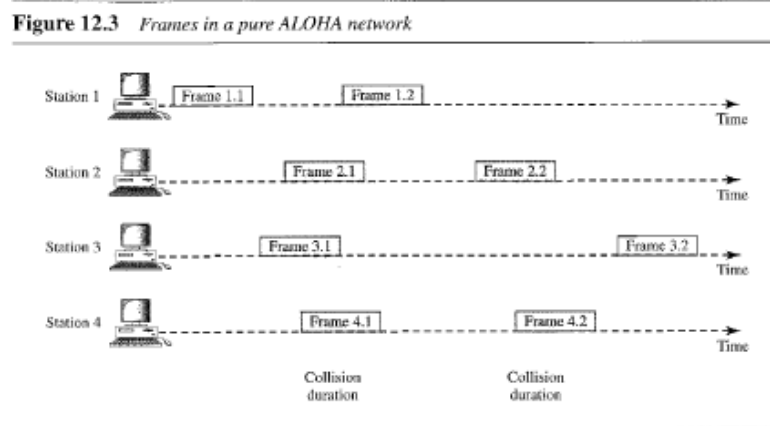 Figure 12.3 Frames in a pure ALOHA network
Station 1
Frame 1.1
Frame 1.2
Time
Station 2
Frame 2.1
Frame 2.2
Time
Station 3
Frame 3.1
Frame 3.2
Time
Station 4
Frame 4.1
Frame 4.2
Time
Collision
duration
Collision
duration